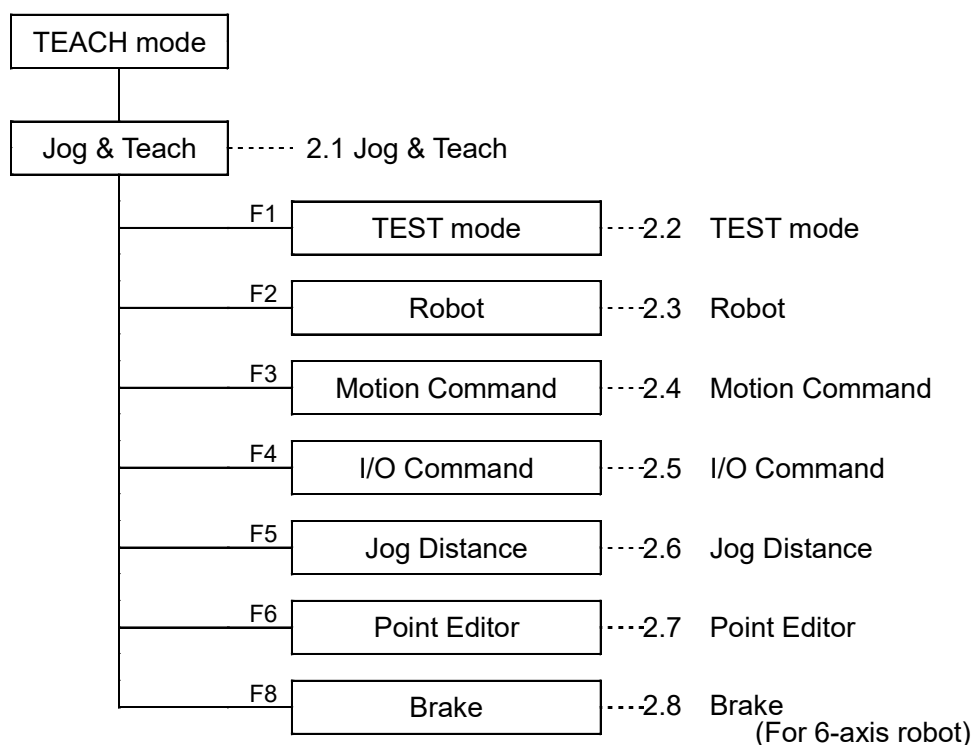 TEACH mode
Jog & Teach 2.1 Jog & Teach
F1 TEST mode 2.2 TEST mode
F2 Robot 2.3 Robot
F3 Motion Command 2.4 Motion Command
F4 I/O Command 2.5 I/O Command
F5 Jog Distance 2.6 Jog Distance
F6 Point Editor 2.7 Point Editor
F8 Brake 2.8 Brake
(For 6-axis robot)